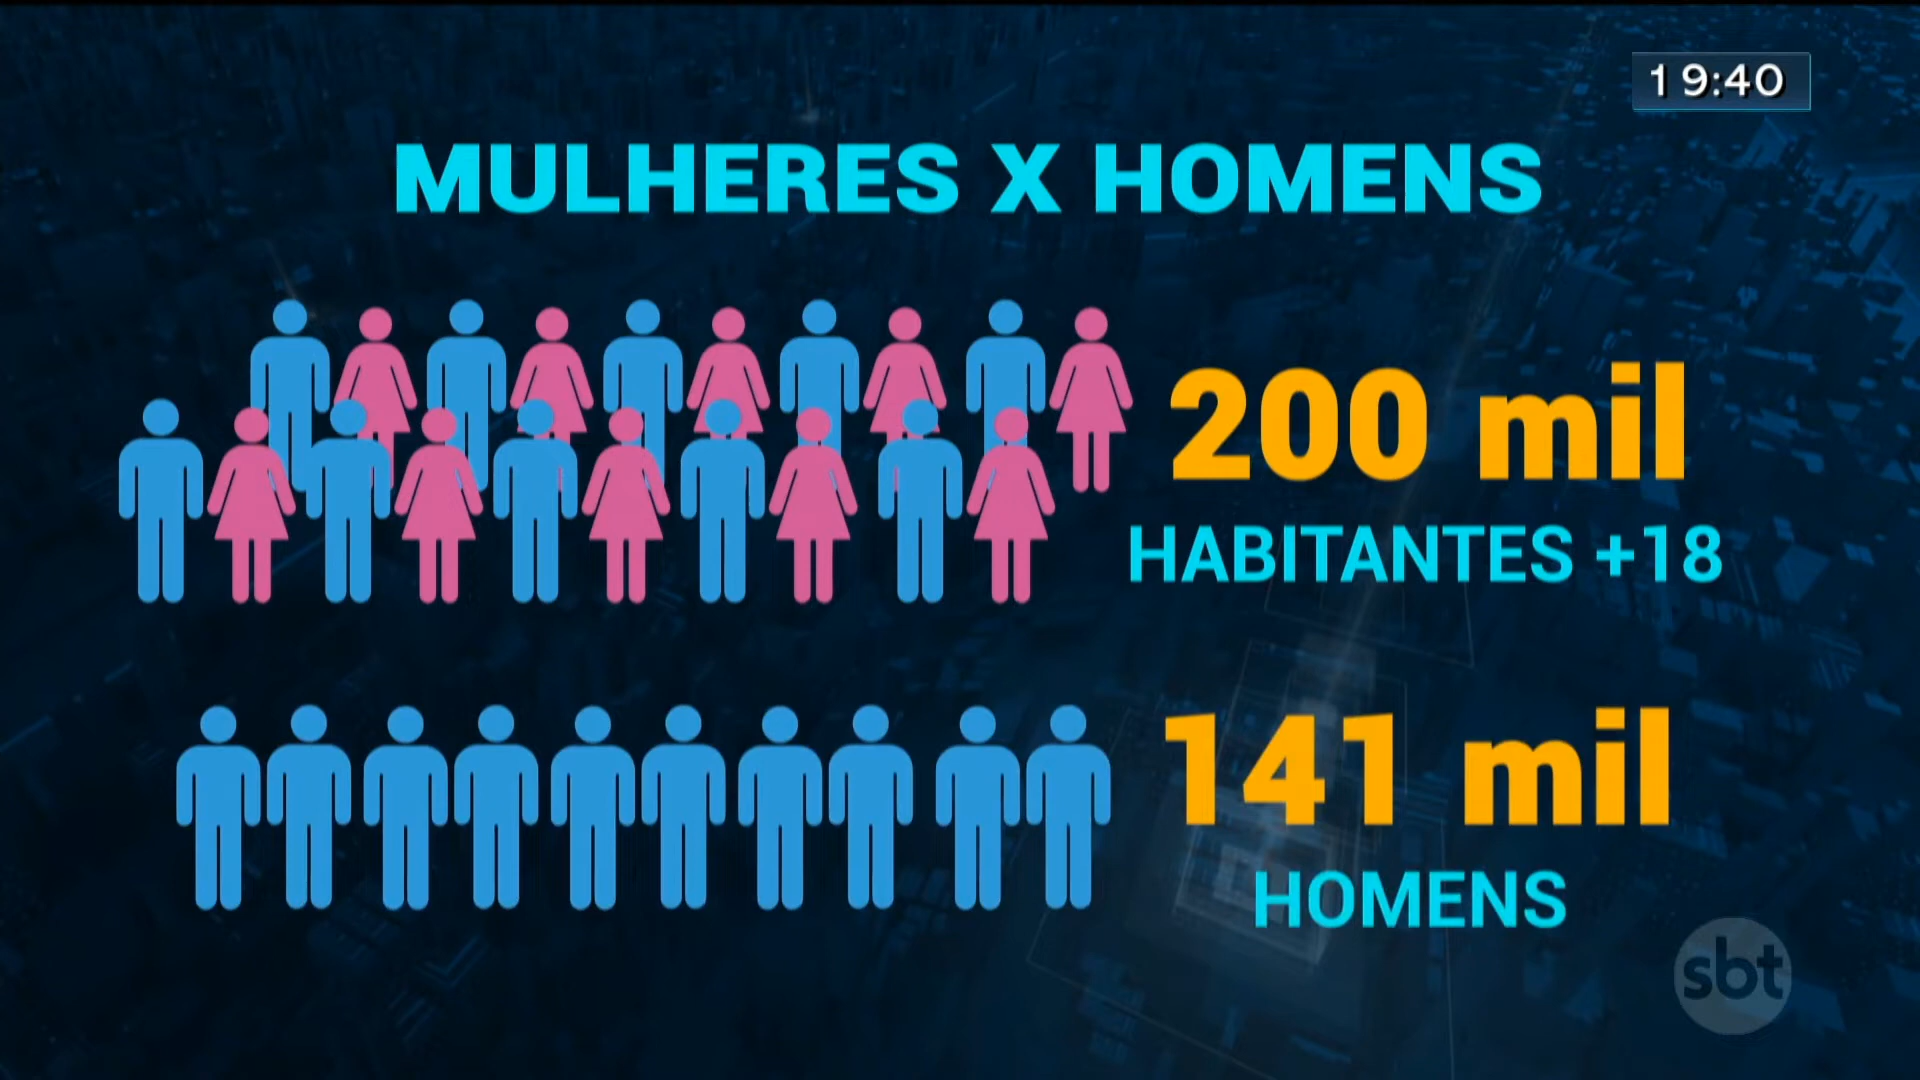 19:40
MULHERES X HOMENS
200 mil
HABITANTES +18
141 mil
HOMENS
sbt